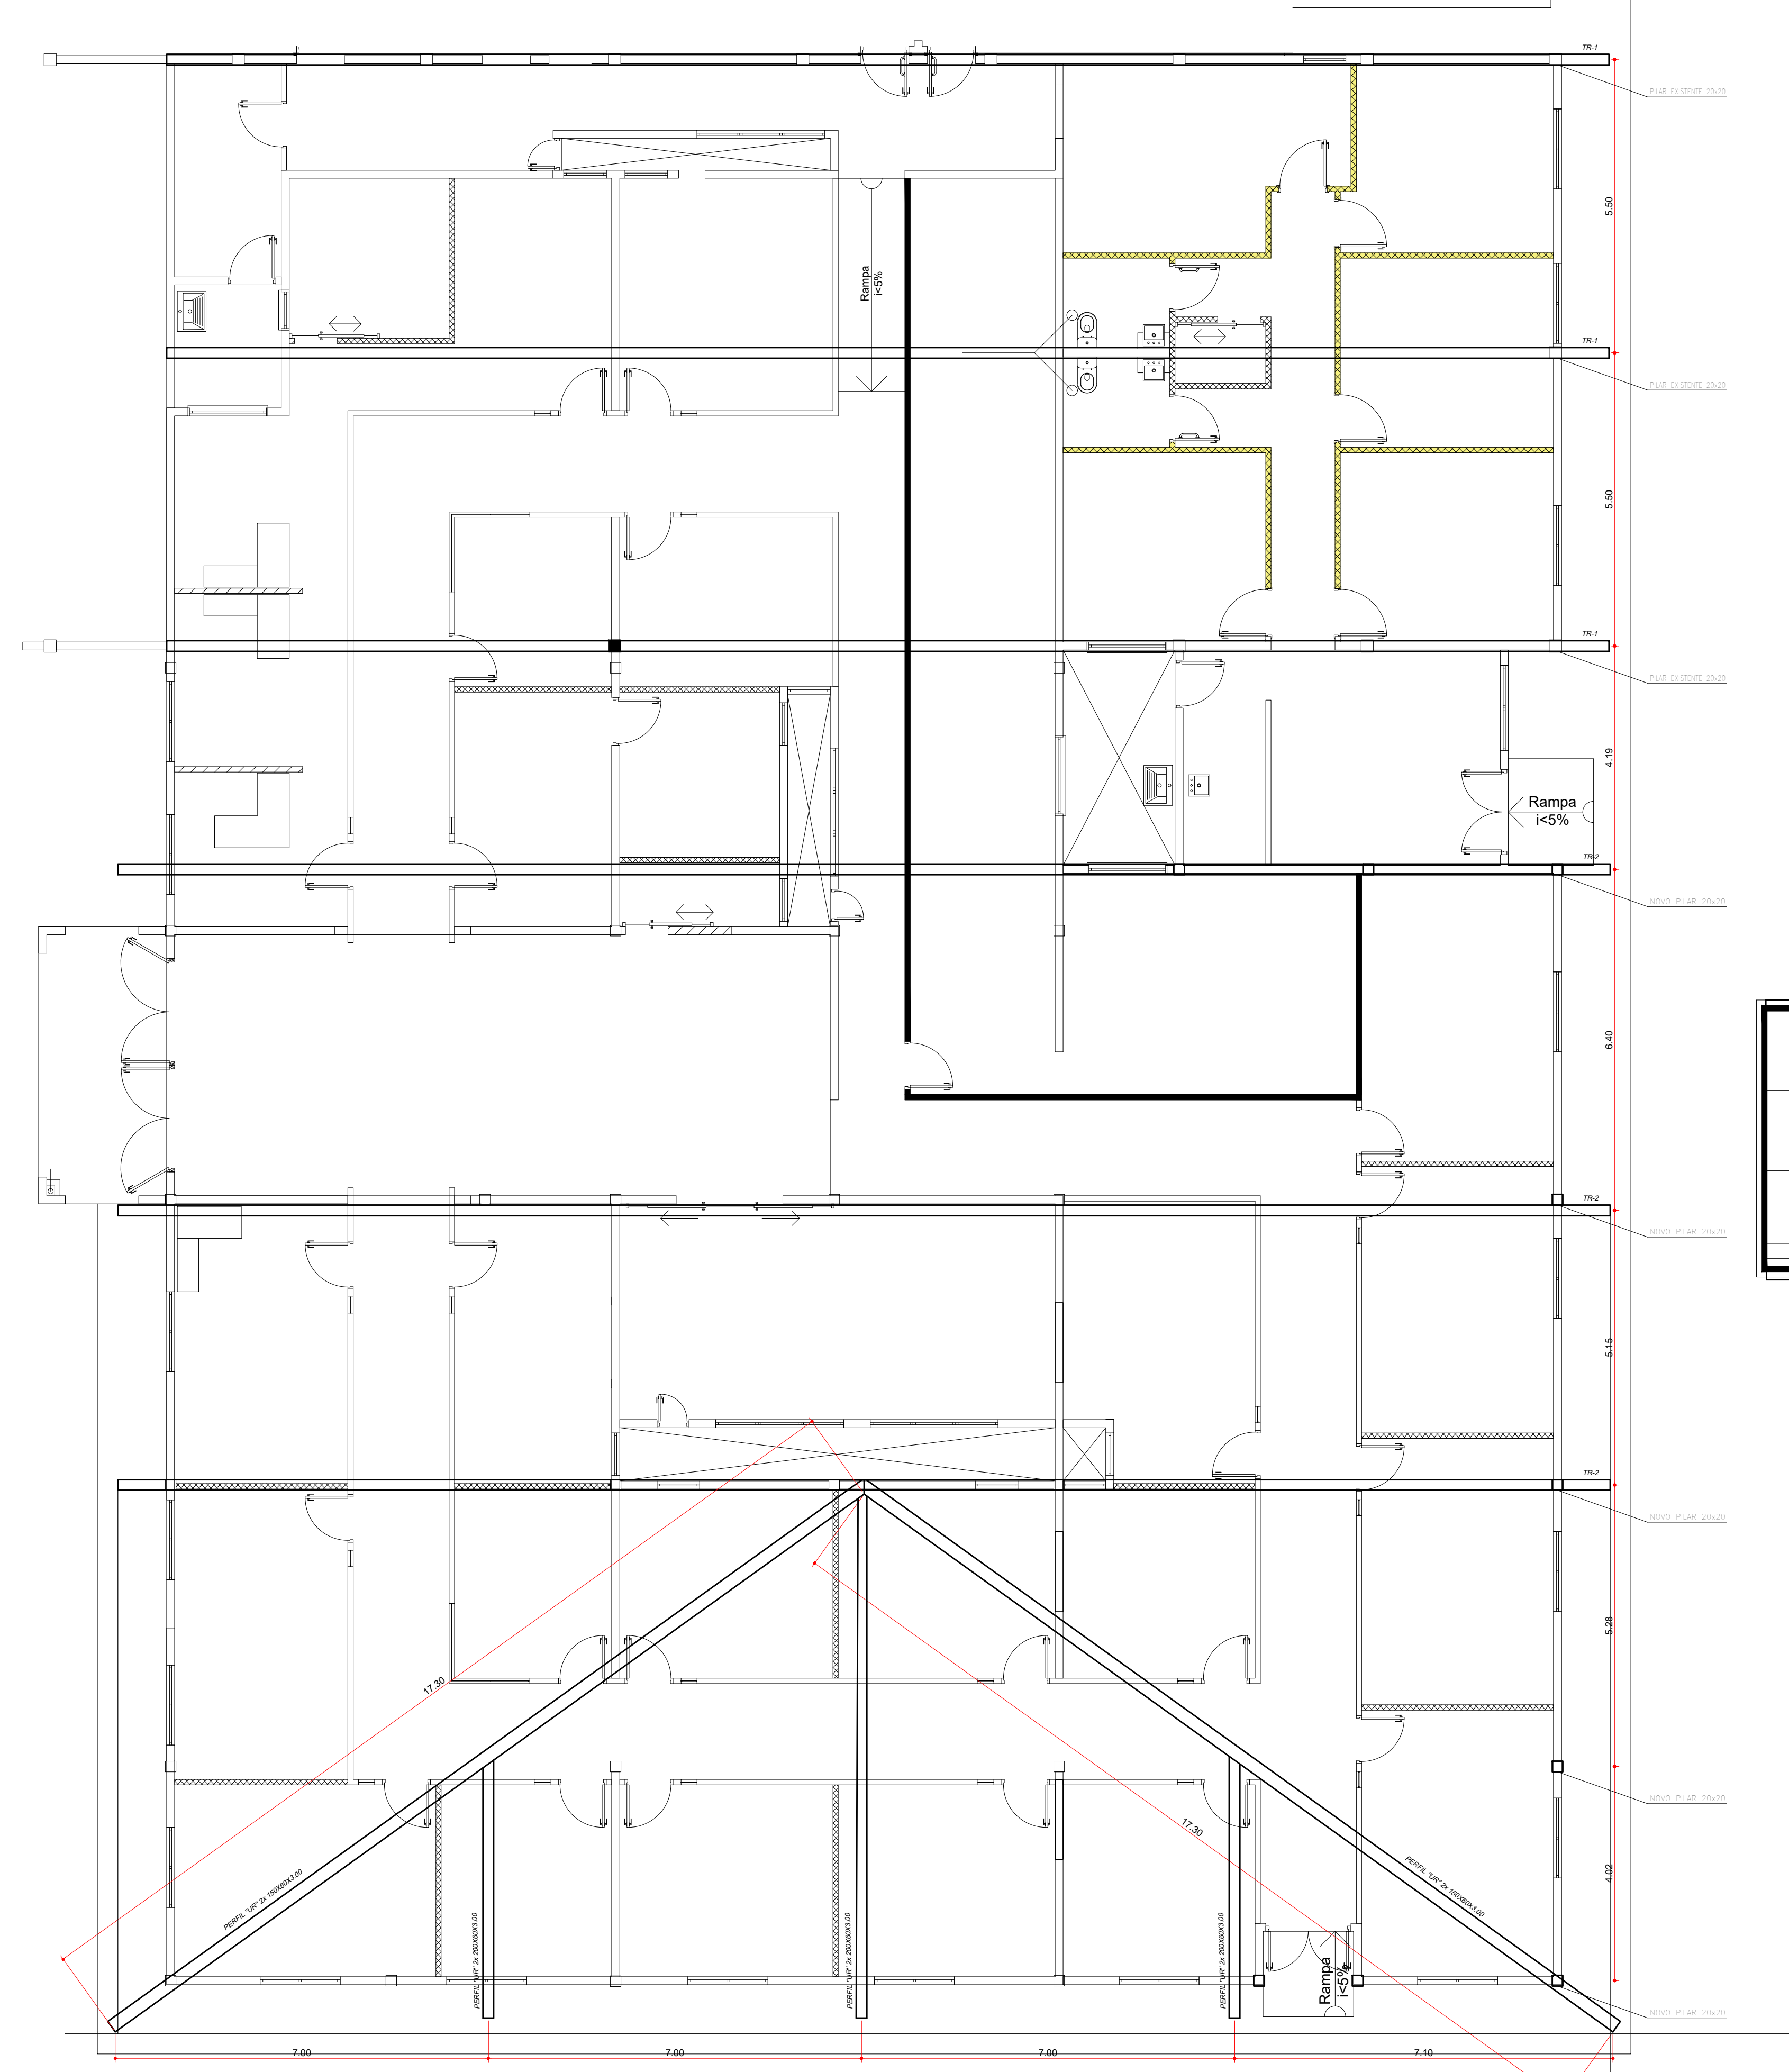 TR-1
PILAR EXISTENTE 20x20
5.50
Rampa
i<5%
TR-1
PILAR EXISTENTE 20x20
5.50
TR-1
PILAR EXISTENTE 20x20
4.19
Rampa
i<5%
TR-2
NOVO PILAR 20x20
6.40
TR-2
NOVO PILAR 20x20
5.15
TR-2
NOVO PILAR 20x20
5.28
17.30
NOVO PILAR 20x20
17.30
4.02
PERFIL "UR" 2x 150X60X3.00
PERFIL "UR" 2x 200X60X3.00
PERFIL "UR" 2x 200X60X3.00
PERFIL "UR" 2x 200X60X3.00
PERFIL "UR" 2x 150X60X3.00
Rampa
i<5%
NOVO PILAR 20x20
7.00
7.00
7.00
7.10